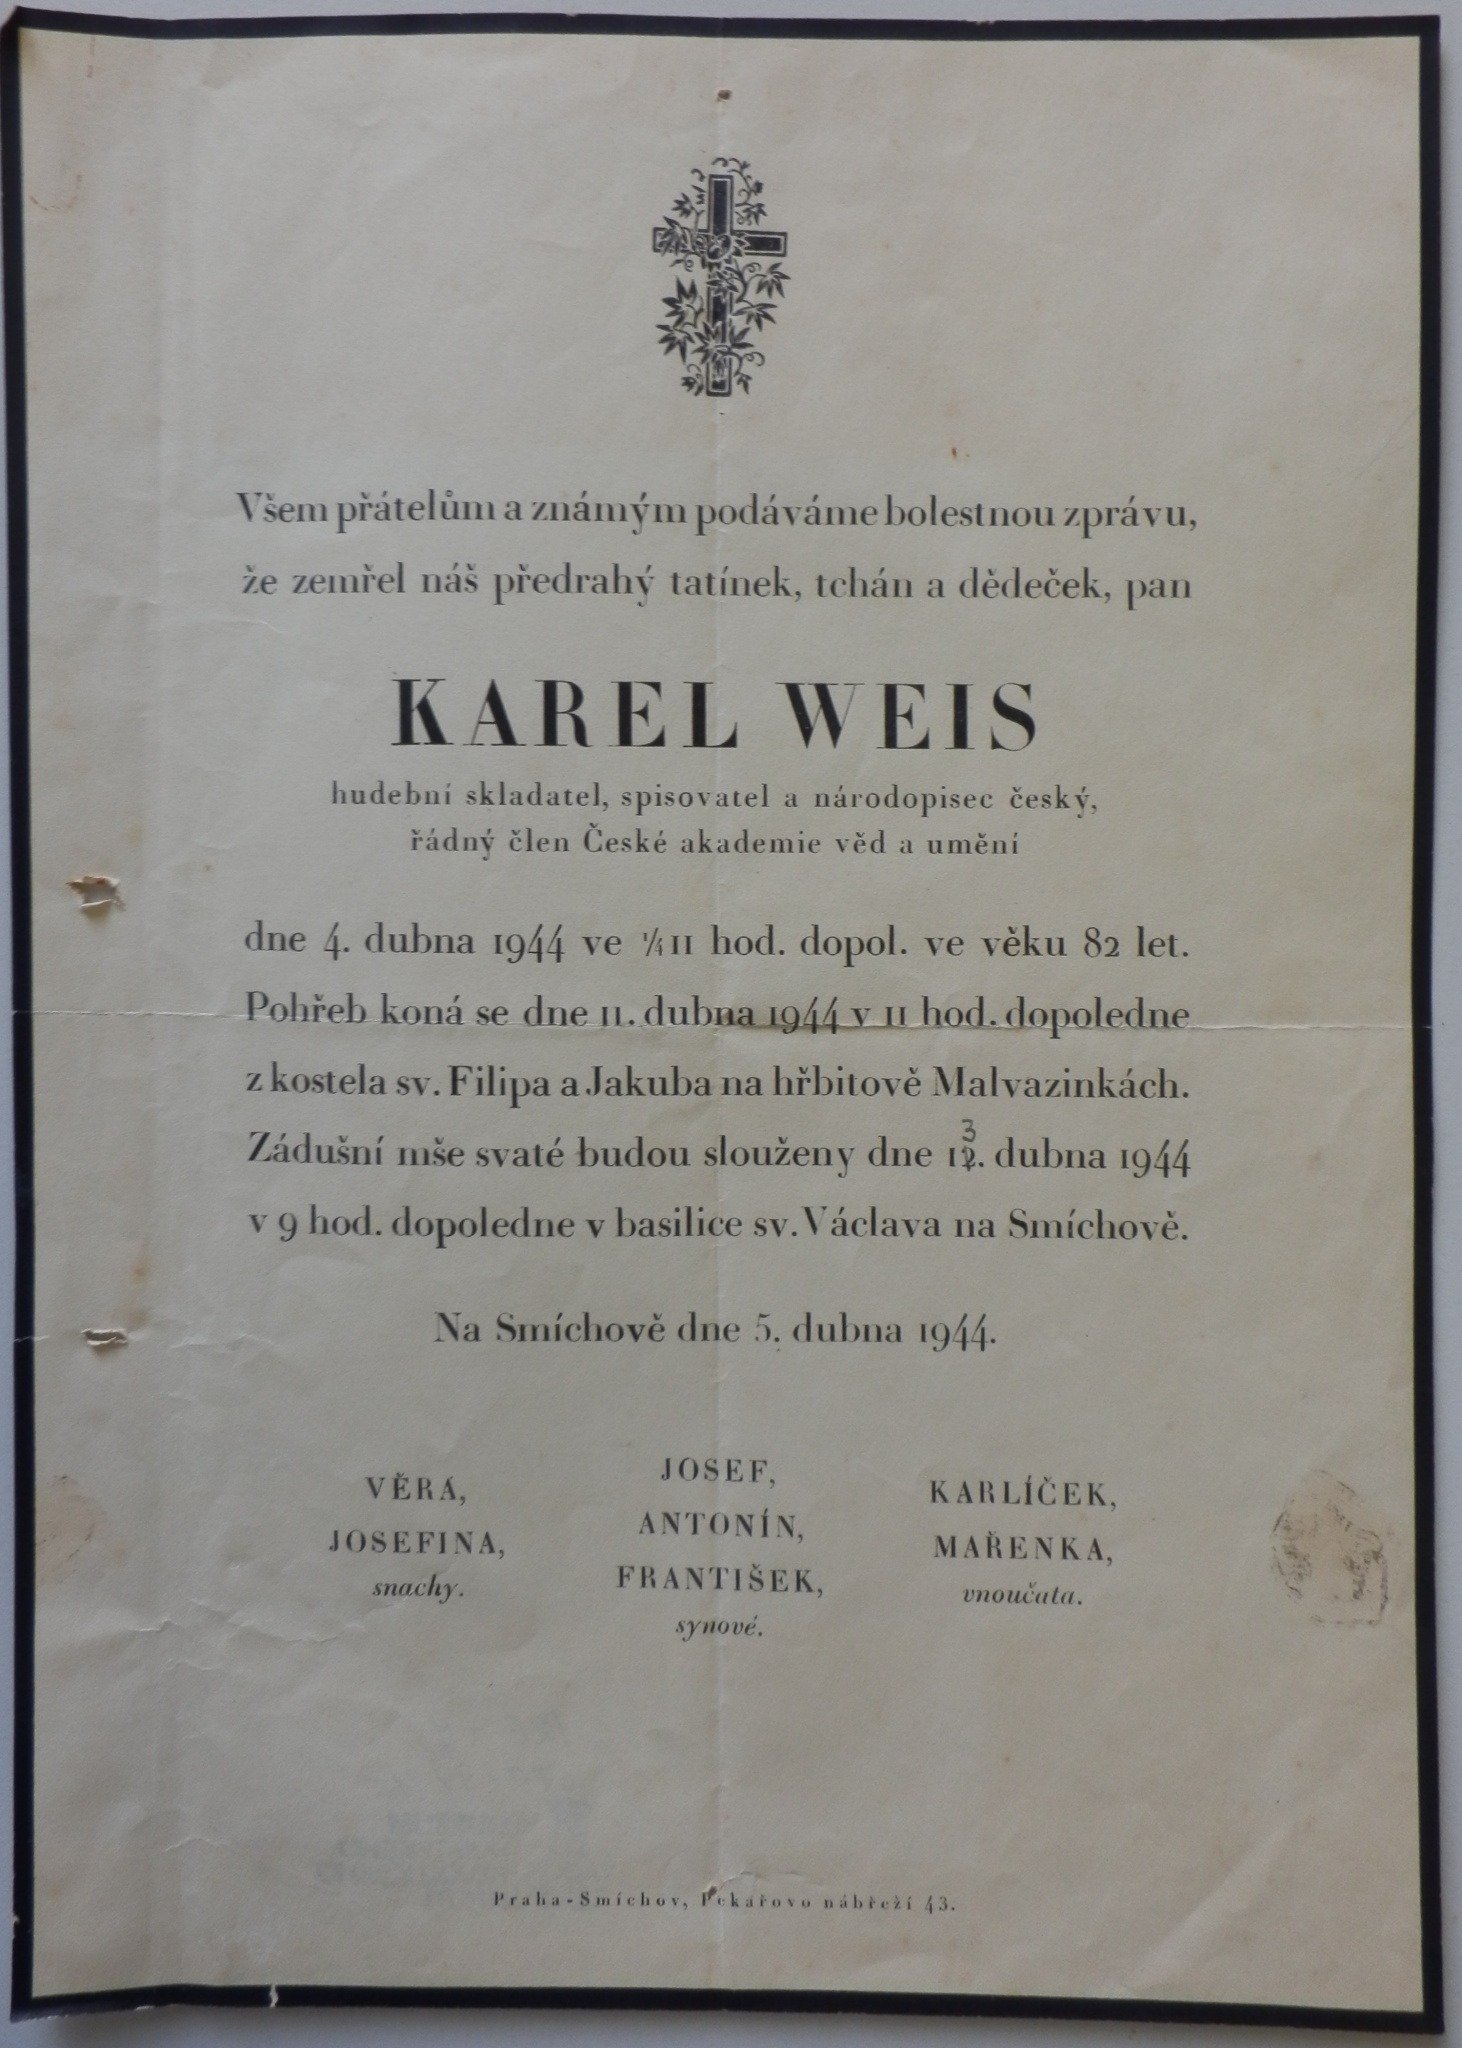 Všem přátelům a známým podáváme bolestnou zprávu,
že zemřel náš předrahý tatínek, tchán a dědeček, pan
KAREL WEIS
hudební skladatel, spisovatel a národopisec český,
řádný člen České akademie věd a umění
dne 4. dubna 1944 ve ¼11 hod. dopol. ve věku 82 let.
Pohřeb koná se dne 11. dubna 1944 v 11 hod. dopoledne
z kostela sv. Filipa a Jakuba na hřbitově Malvazinkách.
3
Zádušní mše svaté budou slouženy dne 12. dubna 1944
v 9 hod. dopoledne v basilice sv. Václava na Smíchově.
Na Smíchově dne 5. dubna 1944.
VĚRA,
JOSEFINA,
snachy.
JOSEF,
ANTONÍN,
FRANTIŠEK,
synové.
KARLÍČEK,
MAŘENKA,
vnoučata.
Praha-Smíchov, Pekařovo nábřeží 43.